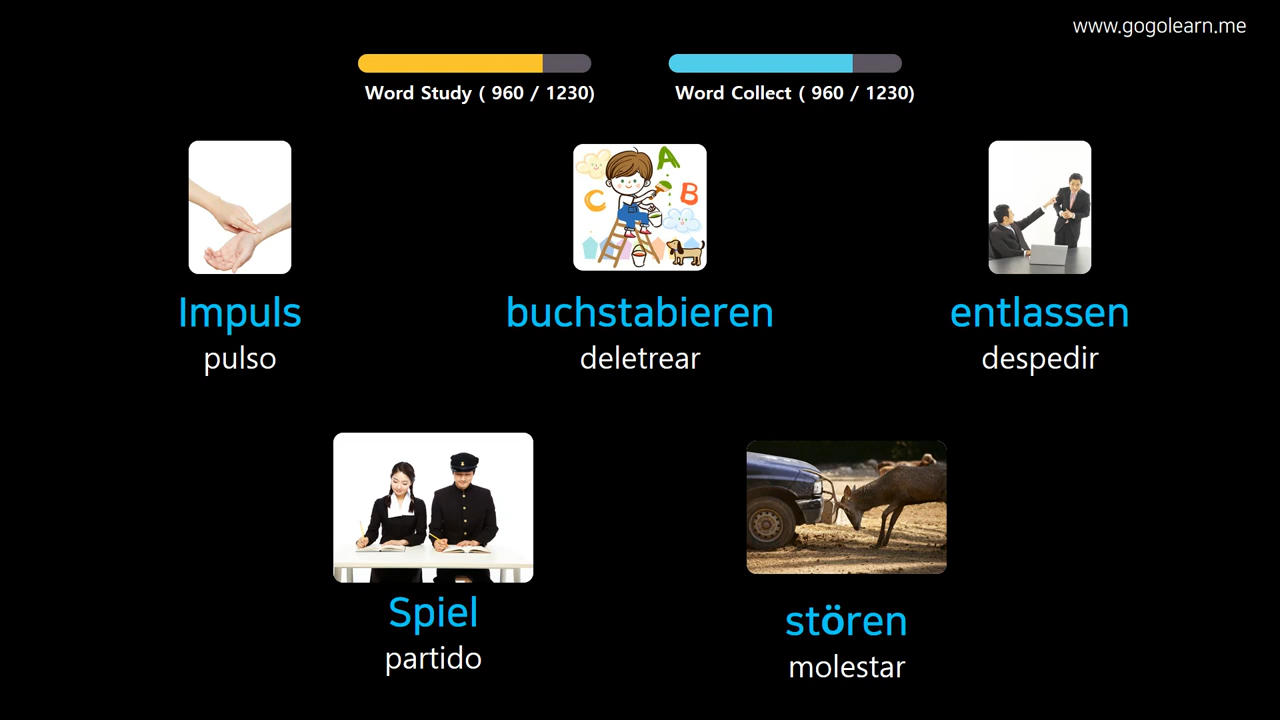 www.gogolearn.me
Word Study ( 960 / 1230)
Word Collect ( 960 / 1230)
A
C
B
Impuls
pulso
buchstabieren
deletrear
entlassen
despedir
Spiel
partido
stören
molestar